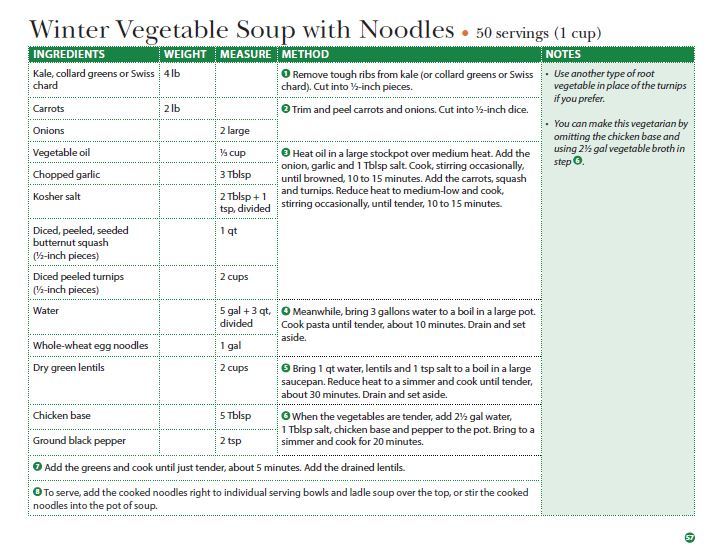 Winter Vegetable Soup with Noodles • 50 servings (1 cup)
INGREDIENTS WEIGHT MEASURE METHOD NOTES
Kale, collard greens or Swiss chard 4 lb
❶ Remove tough ribs from kale (or collard greens or Swiss
chard). Cut into ½-inch pieces.
Carrots 2 lb
Onions 2 large
❷ Trim and peel carrots and onions. Cut into ½-inch dice.
Vegetable oil ⅓ cup
Chopped garlic 3 Tblsp
Kosher salt 2 Tblsp + 1
tsp, divided
Diced, peeled, seeded
butternut squash
(½-inch pieces) 1 qt
Diced peeled turnips
(½-inch pieces) 2 cups
❸ Heat oil in a large stockpot over medium heat. Add the
onion, garlic and 1 Tblsp salt. Cook, stirring occasionally,
until browned, 10 to 15 minutes. Add the carrots, squash
and turnips. Reduce heat to medium-low and cook,
stirring occasionally, until tender, 10 to 15 minutes.
Water 5 gal + 3 qt,
divided
Whole-wheat egg noodles 1 gal
❹ Meanwhile, bring 3 gallons water to a boil in a large pot.
Cook pasta until tender, about 10 minutes. Drain and set
aside.
Dry green lentils 2 cups
❺ Bring 1 qt water, lentils and 1 tsp salt to a boil in a large
saucepan. Reduce heat to a simmer and cook until tender,
about 30 minutes. Drain and set aside.
Chicken base 5 Tblsp
Ground black pepper 2 tsp
❻ When the vegetables are tender, add 2½ gal water,
1 Tblsp salt, chicken base and pepper to the pot. Bring to a
simmer and cook for 20 minutes.
❼ Add the greens and cook until just tender, about 5 minutes. Add the drained lentils.
❽ To serve, add the cooked noodles right to individual serving bowls and ladle soup over the top, or stir the cooked
noodles into the pot of soup.
• Use another type of root
vegetable in place of the turnips
if you prefer.
• You can make this vegetarian by
omitting the chicken base and
using 2½ gal vegetable broth in
step ❻.
57